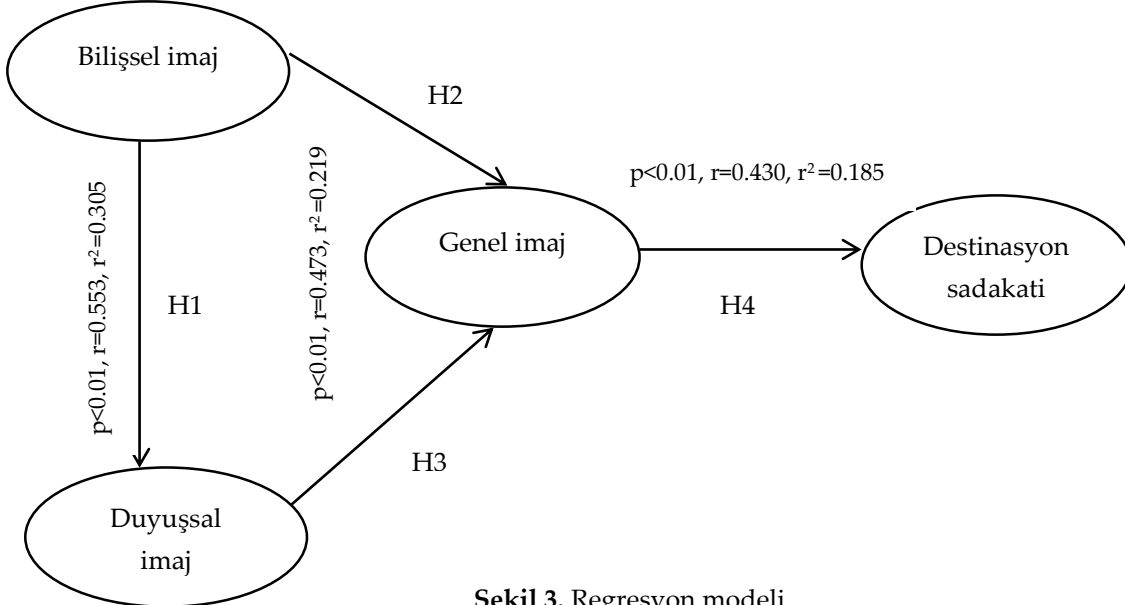 Bilişsel imaj
H2
p<0.01, r=0.553, r²=0.305
H1
p<0.01, r=0.473, r²=0.219
p<0.01, r=0.430, r²=0.185
Genel imaj
Destinasyon
sadakati
H4
H3
Duyuşsal
imaj
Şekil 3. Regresyon modeli